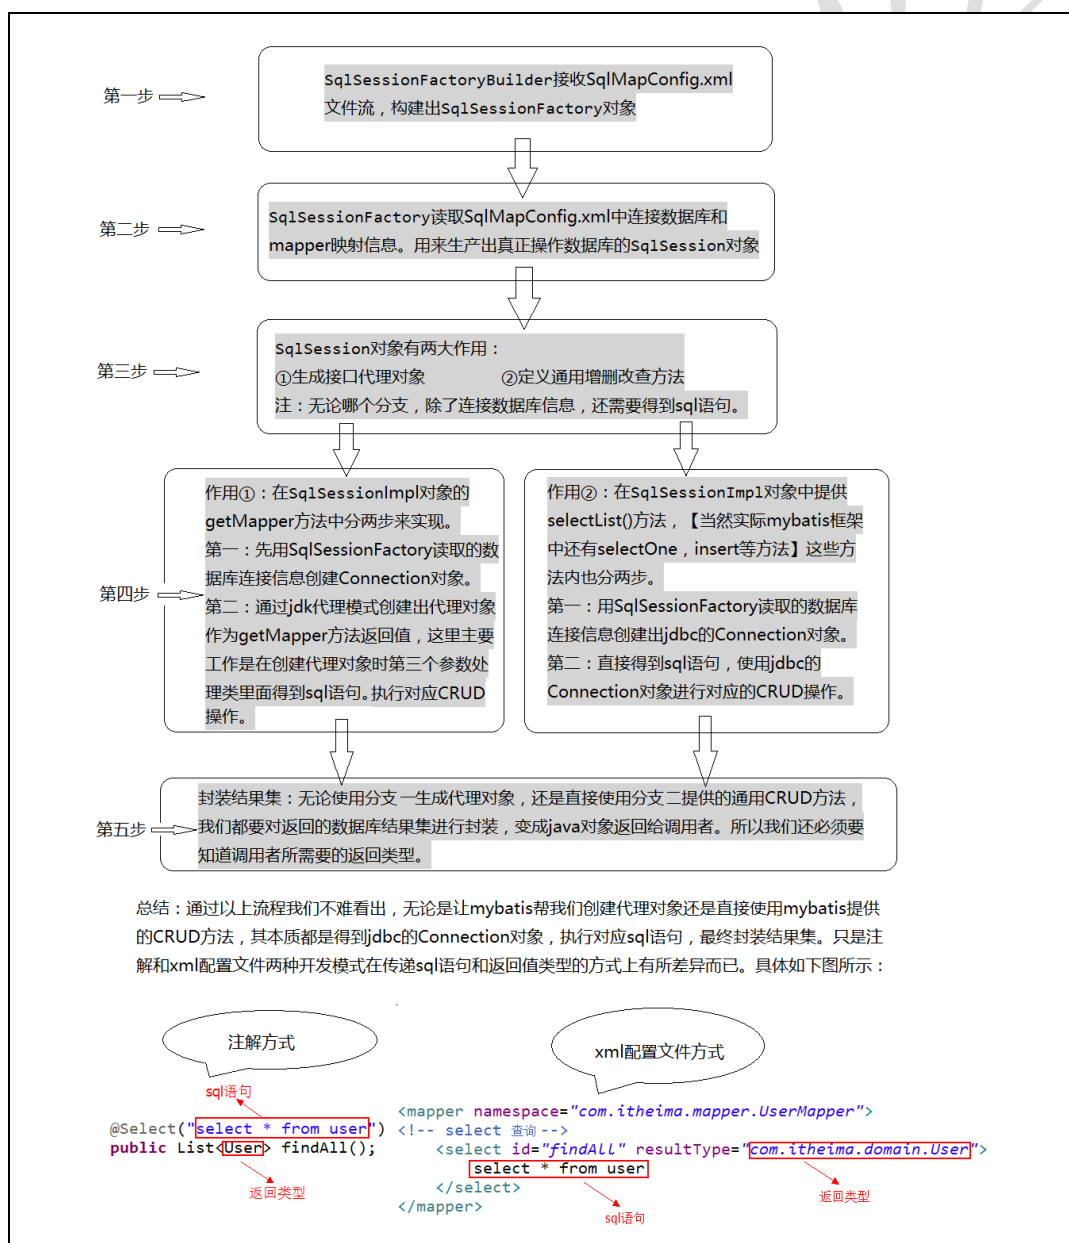 第一步
SqlSessionFactoryBuilder接收SqlMapConfig.xml
文件流，构建出SqlSessionFactory对象
第二步
SqlSessionFactory读取SqlMapConfig.xml中连接数据库和
mapper映射信息。用来生产出真正操作数据库的SqlSession对象
第三步
SqlSession对象有两大作用：
①生成接口代理对象 ②定义通用增删改查方法
注：无论哪个分支，除了连接数据库信息，还需要得到sql语句。
第四步
作用①：在SqlSessionImpl对象的
getMapper方法中分两步来实现。
第一：先用SqlSessionFactory读取的数
据库连接信息创建Connection对象。
第二：通过jdk代理模式创建出代理对象
作为getMapper方法返回值，这里主要
工作是在创建代理对象时第三个参数处
理类里面得到sql语句。执行对应CRUD
操作。
作用②：在SqlSessionImpl对象中提供
selectList()方法，【当然实际mybatis框架
中还有selectOne，insert等方法】这些方
法内也分两步。
第一：用SqlSessionFactory读取的数据库
连接信息创建出jdbc的Connection对象。
第二：直接得到sql语句，使用jdbc的
Connection对象进行对应的CRUD操作。
第五步
封装结果集：无论使用分支一生成代理对象，还是直接使用分支二提供的通用CRUD方法，
我们都要对返回的数据库结果集进行封装，变成java对象返回给调用者。所以我们还必须要
知道调用者所需要的返回类型。
总结：通过以上流程我们不难看出，无论是让mybatis帮我们创建代理对象还是直接使用mybatis提供
的CRUD方法，其本质都是得到jdbc的Connection对象，执行对应sql语句，最终封装结果集。只是注
解和xml配置文件两种开发模式在传递sql语句和返回值类型的方式上有所差异而已。具体如下图所示：
注解方式
sql语句
@Select("select * from user")
public List<User> findAll();
返回类型
xml配置文件方式
<mapper namespace="com.itheima.mapper.UserMapper">
<!-- select 查询 -->
<select id="findAll" resultType="com.itheima.domain.User">
select * from user
</select>
</mapper>
返回类型
sql语句